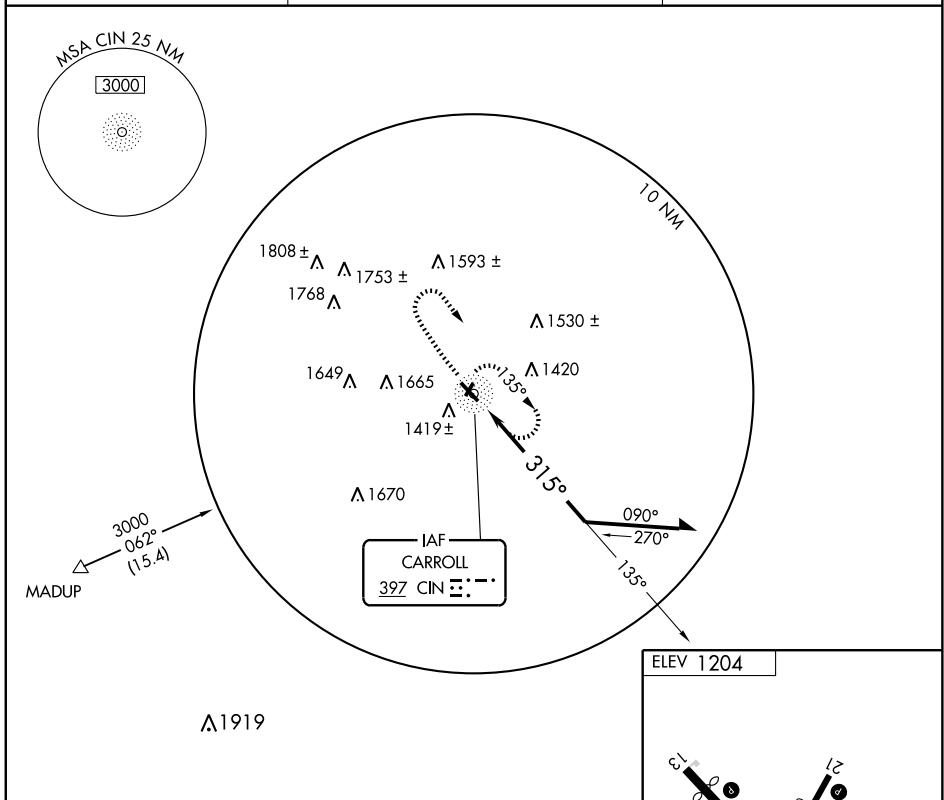 MSA CIN 25 NM
3000
10 NM
1808 ±
1753 ±
1593 ±
1768
1530 ±
1649
1665
135°
1420
1419 ±
315°
1670
090°
270°
3000
062°
(15.4)
MADUP
IAF
CARROLL
397 CIN
135°
ELEV 1204
1919
13
21
P
P